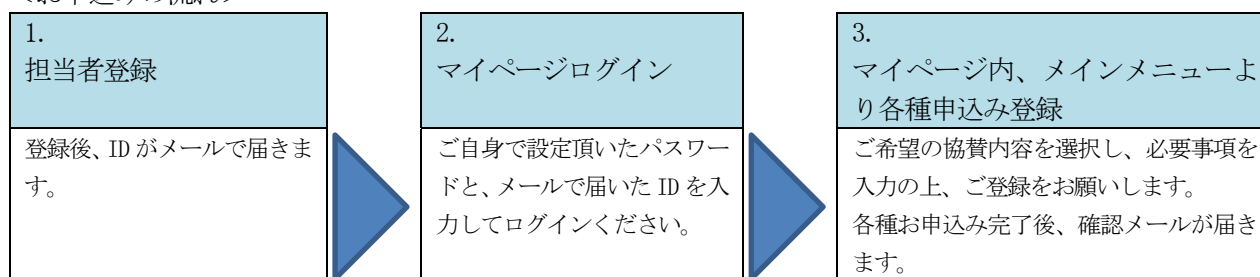 1.
担当者登録
登録後、ID がメールで届きま
す。
2.
マイページログイン
ご自身で設定頂いたパスワー
ドと、メールで届いた ID を入
力してログインください。
3.
マイページ内、メインメニューよ
り各種申込み登録
ご希望の協賛内容を選択し、必要事項を
入力の上、ご登録をお願いします。
各種お申込み完了後、確認メールが届き
ます。